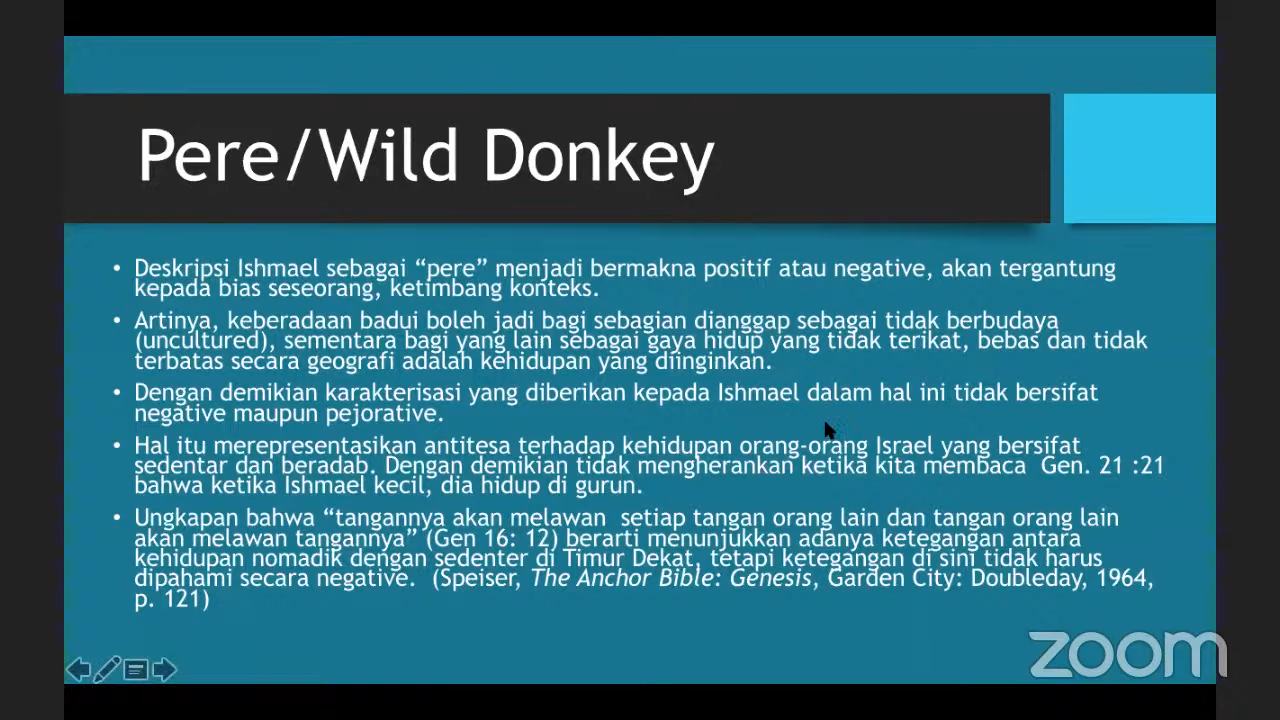 Pere/Wild Donkey
• Deskripsi Ishmael sebagai “pere” menjadi bermakna positif atau negative, akan tergantung
kepada bias seseorang, ketimbang konteks.
• Artinya, keberadaan badui boleh jadi bagi sebagian dianggap sebagai tidak berbudaya
(uncultured), sementara bagi yang lain sebagai gaya hidup yang tidak terikat, bebas dan tidak
terbatas secara geografi adalah kehidupan yang diinginkan.
• Dengan demikian karakterisasi yang diberikan kepada Ishmael dalam hal ini tidak bersifat
negative maupun pejorative.
• Hal itu merepresentasikan antitesa terhadap kehidupan orang-orang Israel yang bersifat
sedentar dan beradab. Dengan demikian tidak mengherankan ketika kita membaca  Gen. 21 :21
bahwa ketika Ishmael kecil, dia hidup di gurun.
• Ungkapan bahwa “tangannya akan melawan  setiap tangan orang lain dan tangan orang lain
akan melawan tangannya” (Gen 16: 12) berarti menunjukkan adanya ketegangan antara
kehidupan nomadik dengan sedenter di Timur Dekat, tetapi ketegangan di sini tidak harus
dipahami secara negative.  (Speiser, The Anchor Bible: Genesis, Garden City: Doubleday, 1964,
p. 121)
zoom